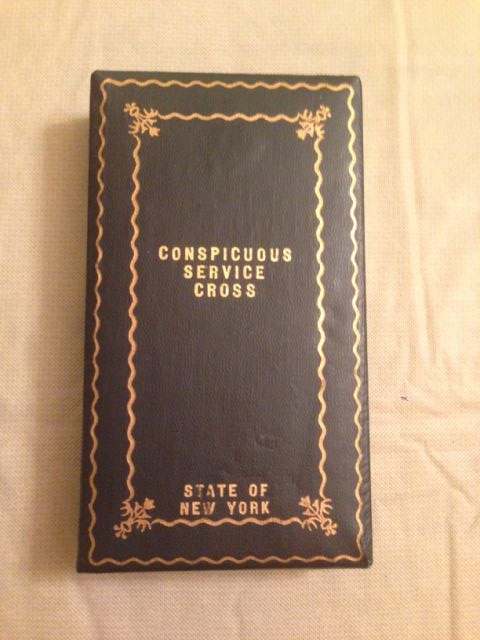 CONSPICUOUS
SERVICE
CROSS
STATE OF
NEW YORK